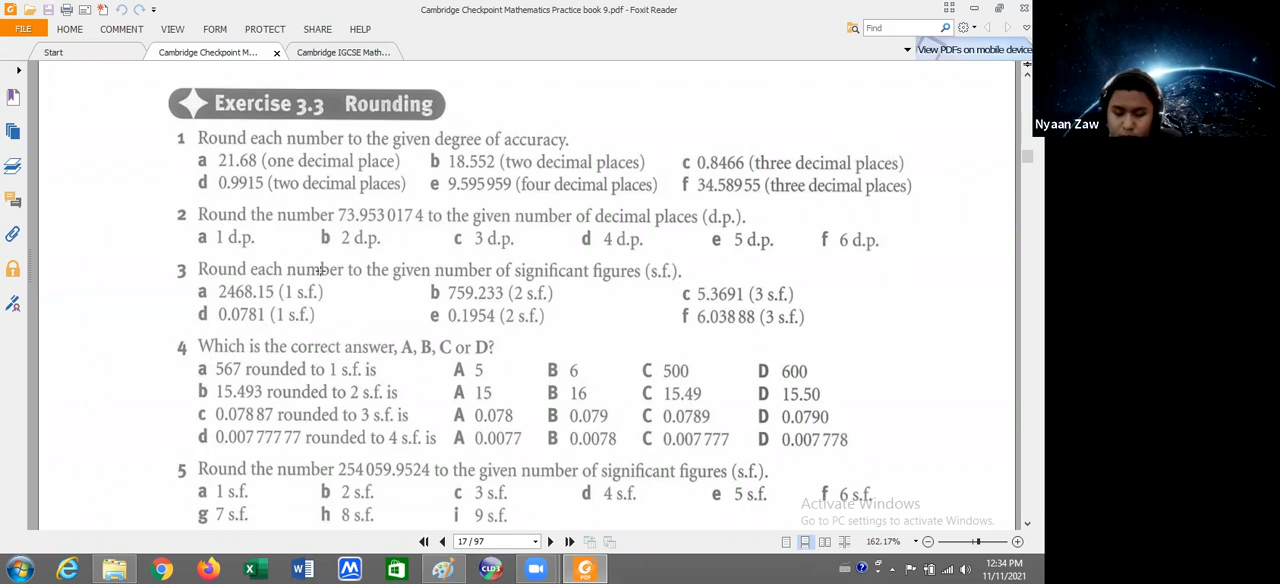 Cambridge Checkpoint Mathematics Practice book 9.pdf - Foxit Reader
FILE HOME COMMENT VIEW FORM PROTECT SHARE HELP
Find
Start Cambridge Checkpoint M... × Cambridge IGCSE Math...
View PDFs on mobile device
Nyaan Zaw
Exercise 3.3 Rounding
1 Round each number to the given degree of accuracy.
a 21.68 (one decimal place) b 18.552 (two decimal places) c 0.8466 (three decimal places)
d 0.9915 (two decimal places) e 9.595 959 (four decimal places) f 34.589 55 (three decimal places)
2 Round the number 73.953 017 4 to the given number of decimal places (d.p.).
a 1 d.p. b 2 d.p. c 3 d.p. d 4 d.p. e 5 d.p. f 6 d.p.
3 Round each number to the given number of significant figures (s.f.).
a 2468.15 (1 s.f.) b 759.233 (2 s.f.) c 5.3691 (3 s.f.)
d 0.0781 (1 s.f.) e 0.1954 (2 s.f.) f 6.038 88 (3 s.f.)
4 Which is the correct answer, A, B, C or D?
a 567 rounded to 1 s.f. is A 5 B 6 C 500 D 600
b 15.493 rounded to 2 s.f. is A 15 B 16 C 15.49 D 15.50
c 0.078 87 rounded to 3 s.f. is A 0.078 B 0.079 C 0.0789 D 0.0790
d 0.007 777 77 rounded to 4 s.f. is A 0.0077 B 0.0078 C 0.007 777 D 0.007 778
5 Round the number 254 059.9524 to the given number of significant figures (s.f.).
a 1 s.f. b 2 s.f. c 3 s.f. d 4 s.f. e 5 s.f. f 6 s.f.
g 7 s.f. h 8 s.f. i 9 s.f.
Activate Windows
Go to PC settings to activate Windows.
17 / 97
162.17%
CLDS
PDF
12:34 PM
11/11/2021